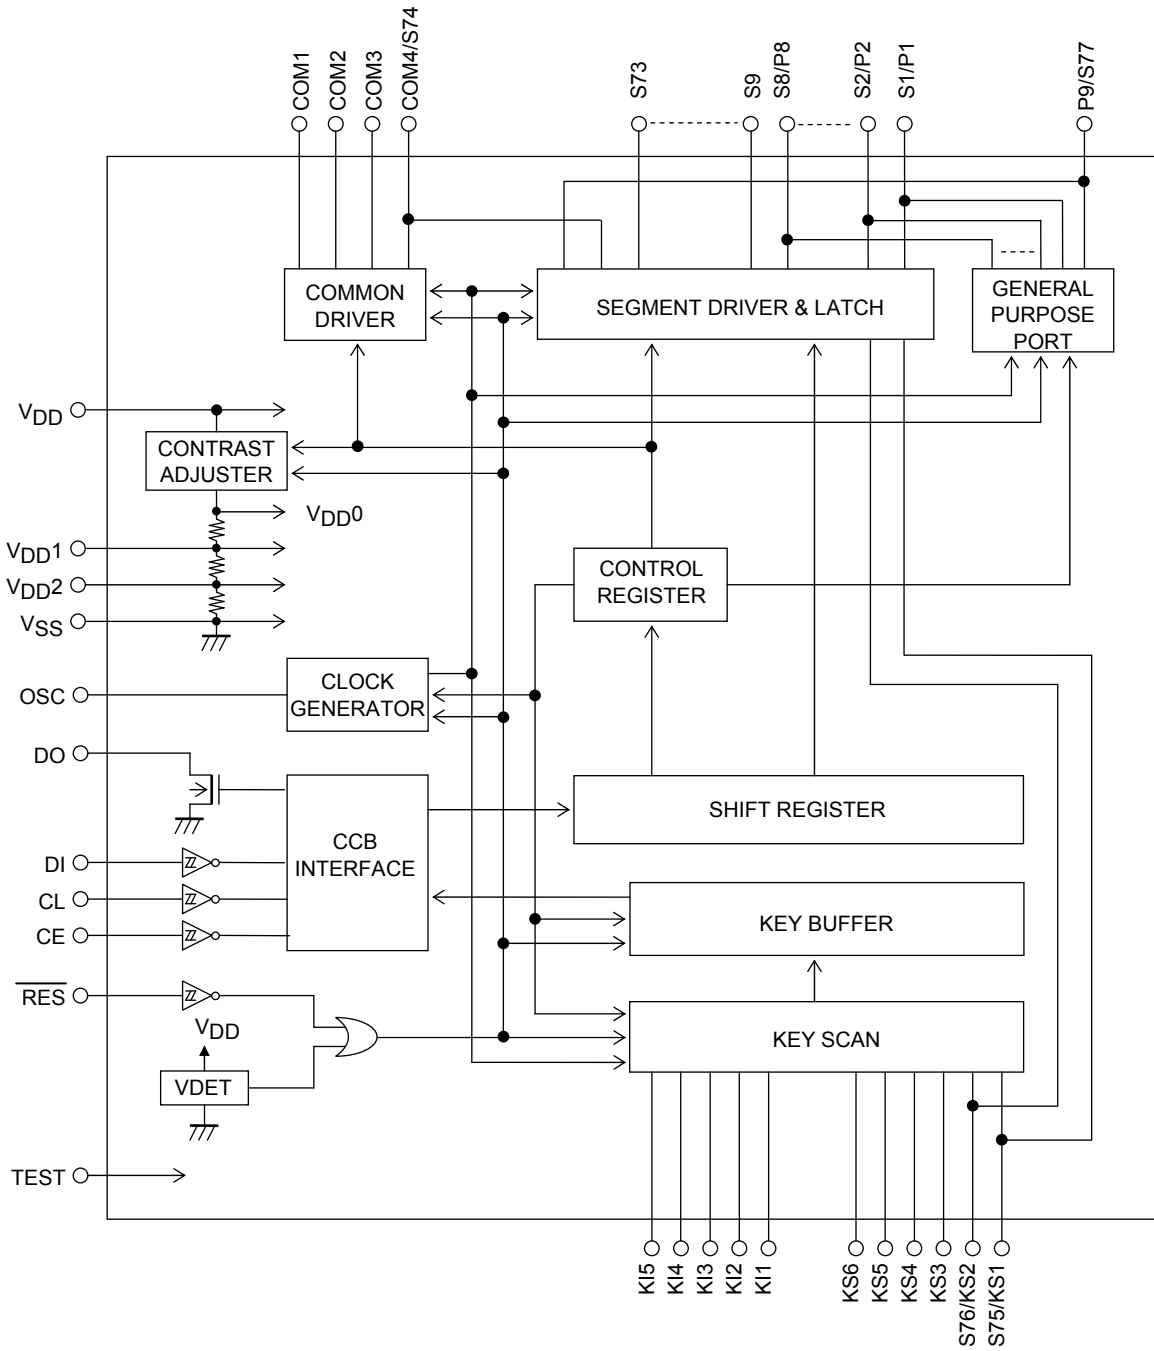 COM1
COM2
COM3
COM4/S74
S73
S9
S8/P8
S2/P2
S1/P1
P9/S77
COMMON
DRIVER
SEGMENT DRIVER & LATCH
GENERAL
PURPOSE
PORT
VDD
CONTRAST
ADJUSTER
VDD0
VDD1
VDD2
VSS
CONTROL
REGISTER
OSC
CLOCK
GENERATOR
DO
SHIFT REGISTER
CCB
INTERFACE
DI
CL
CE
KEY BUFFER
RES
VDD
KEY SCAN
VDET
TEST
KI5
KI4
KI3
KI2
KI1
KS6
KS5
KS4
KS3
S76/KS2
S75/KS1